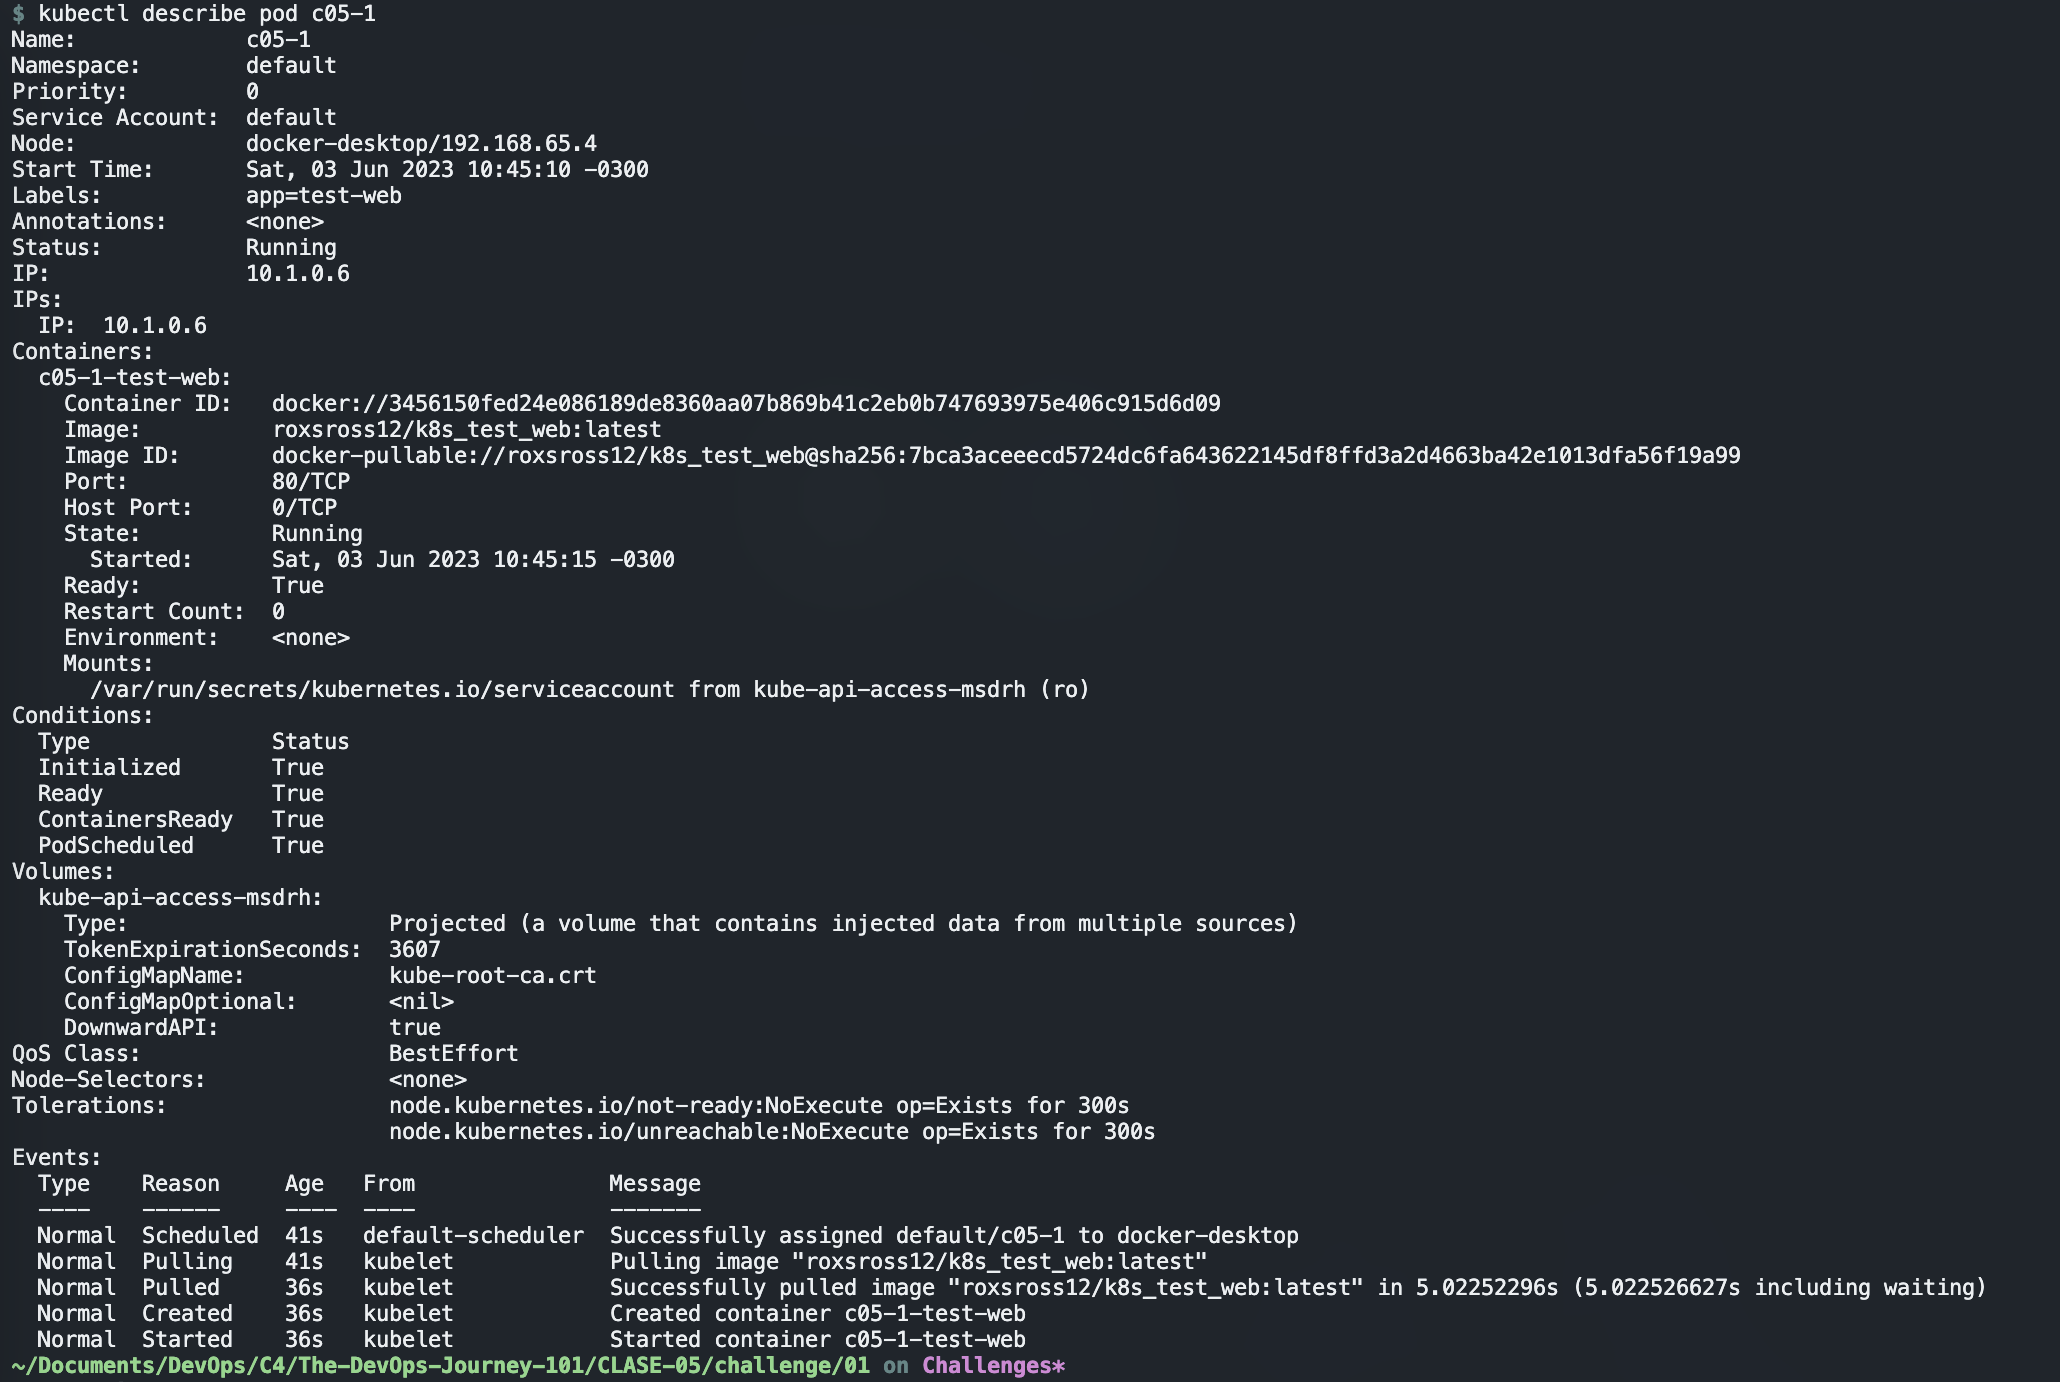 $ kubectl describe pod c05-1
Name:             c05-1
Namespace:        default
Priority:         0
Service Account:  default
Node:             docker-desktop/192.168.65.4
Start Time:       Sat, 03 Jun 2023 10:45:10 -0300
Labels:           app=test-web
Annotations:      <none>
Status:           Running
IP:               10.1.0.6
IPs:
  IP:  10.1.0.6
Containers:
  c05-1-test-web:
    Container ID:   docker://3456150fed24e086189de8360aa07b869b41c2eb0b747693975e406c915d6d09
    Image:          roxsross12/k8s_test_web:latest
    Image ID:       docker-pullable://roxsross12/k8s_test_web@sha256:7bca3aceeecd5724dc6fa643622145df8ffd3a2d4663ba42e1013dfa56f19a99
    Port:           80/TCP
    Host Port:      0/TCP
    State:          Running
      Started:      Sat, 03 Jun 2023 10:45:15 -0300
    Ready:          True
    Restart Count:  0
    Environment:    <none>
    Mounts:
      /var/run/secrets/kubernetes.io/serviceaccount from kube-api-access-msdrh (ro)
Conditions:
  Type              Status
  Initialized       True
  Ready             True
  ContainersReady   True
  PodScheduled      True
Volumes:
  kube-api-access-msdrh:
    Type:                    Projected (a volume that contains injected data from multiple sources)
    TokenExpirationSeconds:  3607
    ConfigMapName:           kube-root-ca.crt
    ConfigMapOptional:       <nil>
    DownwardAPI:             true
QoS Class:                   BestEffort
Node-Selectors:              <none>
Tolerations:                 node.kubernetes.io/not-ready:NoExecute op=Exists for 300s
                             node.kubernetes.io/unreachable:NoExecute op=Exists for 300s
Events:
  Type    Reason     Age   From               Message
  ----    ------     ----  ----               -------
  Normal  Scheduled  41s   default-scheduler  Successfully assigned default/c05-1 to docker-desktop
  Normal  Pulling    41s   kubelet            Pulling image "roxsross12/k8s_test_web:latest"
  Normal  Pulled     36s   kubelet            Successfully pulled image "roxsross12/k8s_test_web:latest" in 5.02252296s (5.022526627s including waiting)
  Normal  Created    36s   kubelet            Created container c05-1-test-web
  Normal  Started    36s   kubelet            Started container c05-1-test-web
~/Documents/DevOps/C4/The-DevOps-Journey-101/CLASE-05/challenge/01 on Challenges*